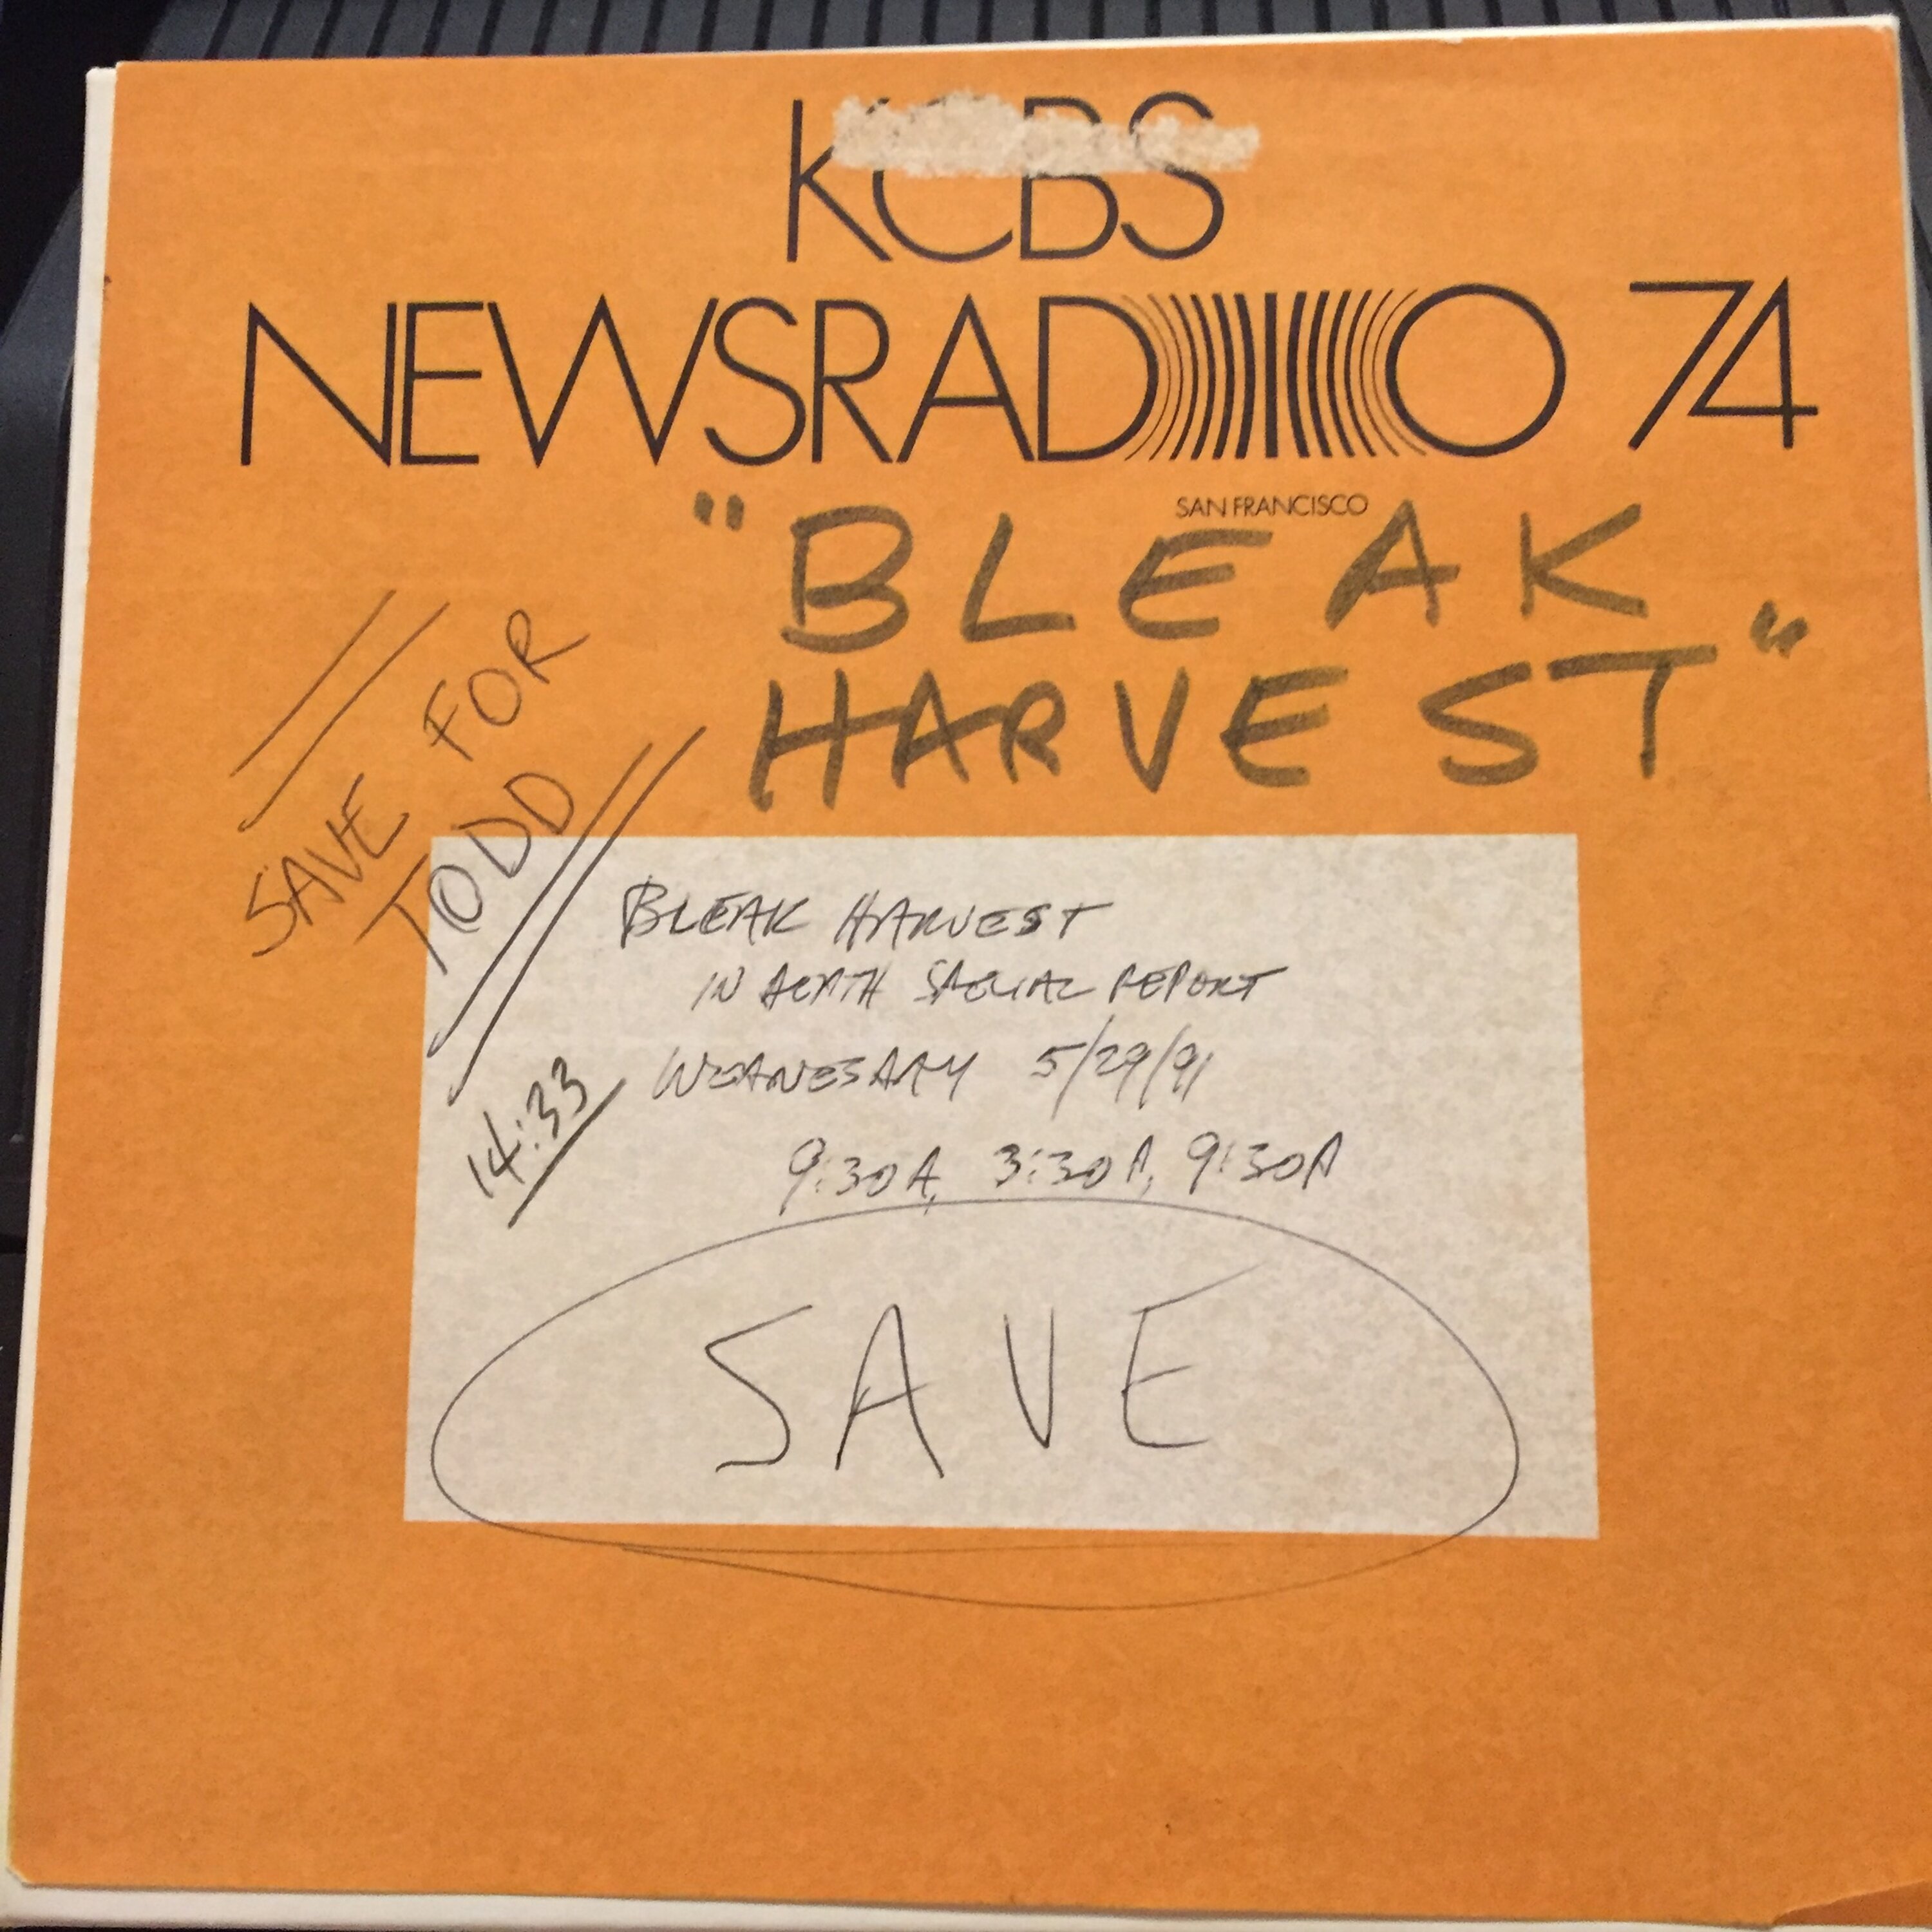 KCBS
NEWSRADIO 74
SAN FRANCISCO
"BLEAK
HARVEST"
SAVE FOR
TODD
BLEAK HARVEST
IN DEPTH SPECIAL REPORT
WEDNESDAY 5/29/91
9:30A, 3:30P, 9:30P
14:33
SAVE